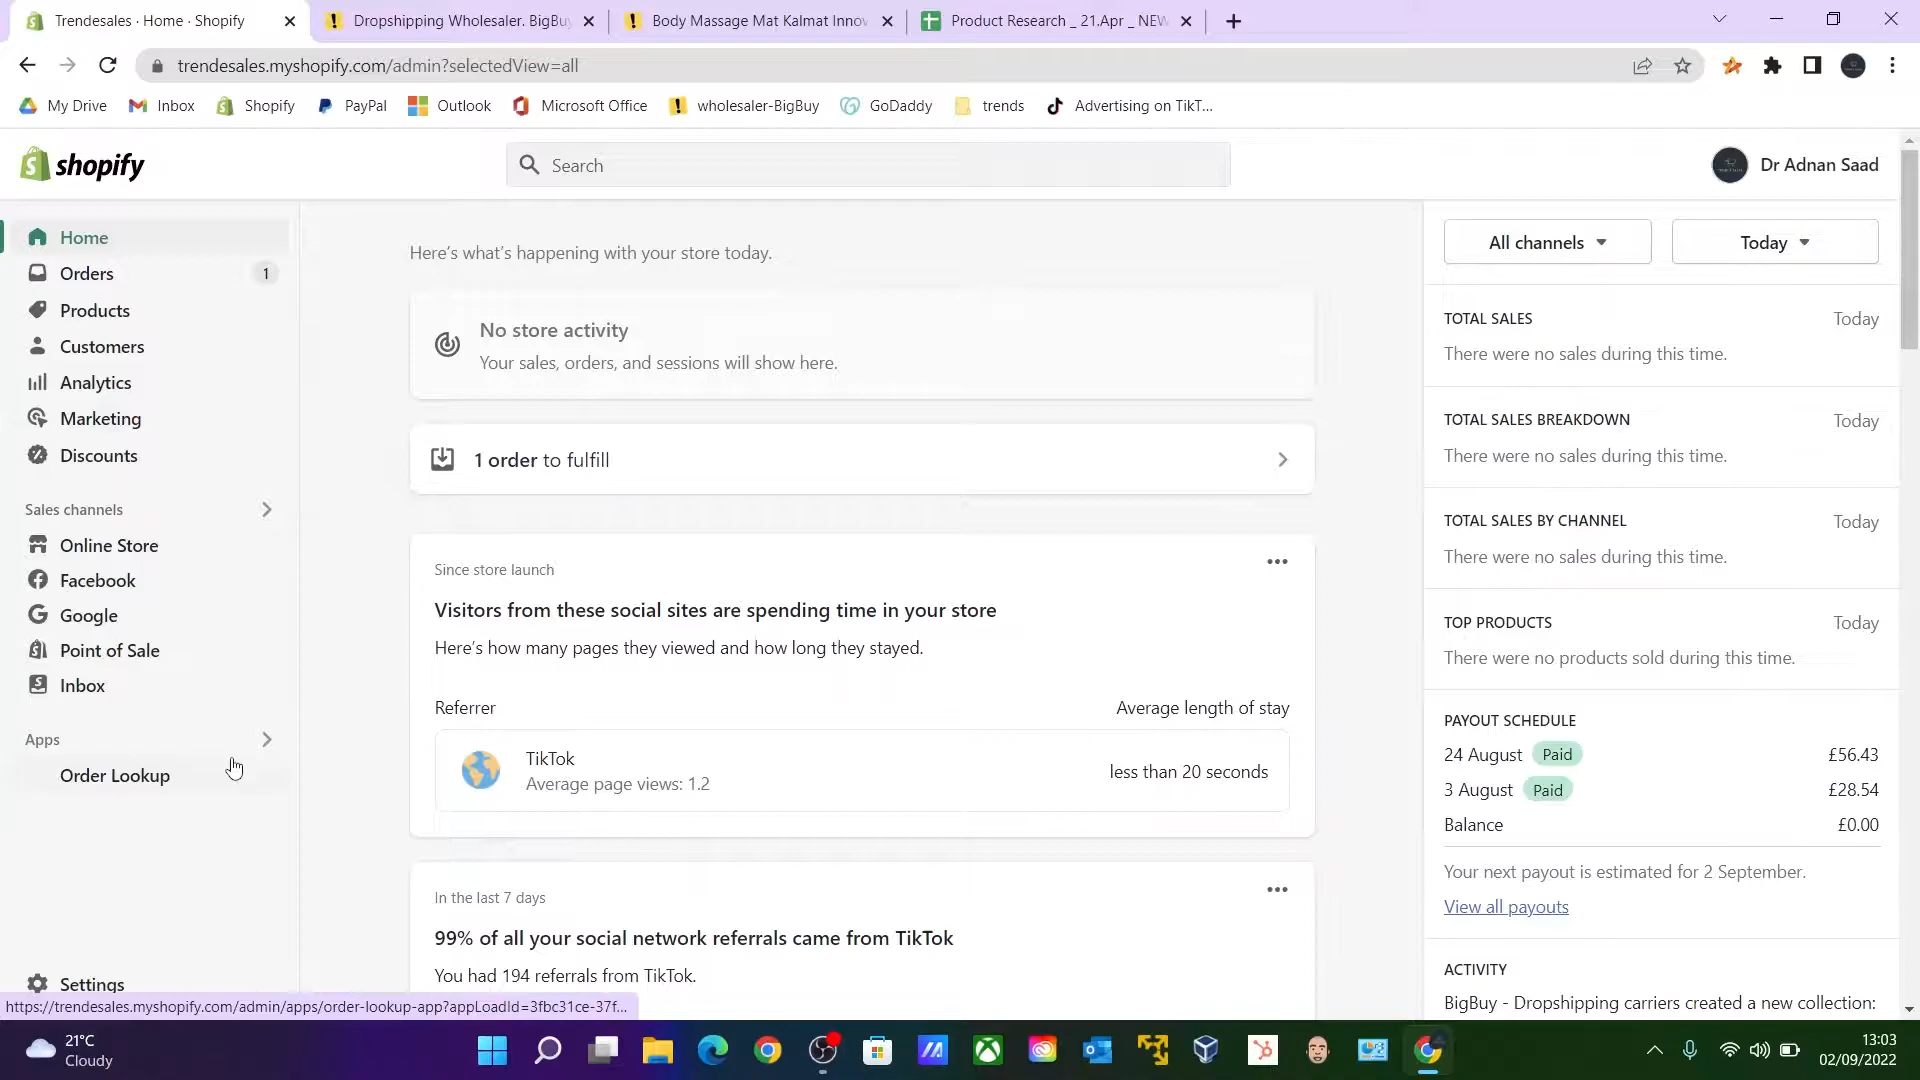 Trendesales · Home · Shopify
Dropshipping Wholesaler. BigBuy
Body Massage Mat Kalmat Innov
Product Research _ 21.Apr _ NEW
trendesales.myshopify.com/admin?selectedView=all
My Drive
Inbox
Shopify
PayPal
Outlook
Microsoft Office
wholesaler-BigBuy
GoDaddy
trends
Advertising on TikT...
shopify
Search
Dr Adnan Saad
Home
Orders
1
Products
Customers
Analytics
Marketing
Discounts
Sales channels
Online Store
Facebook
Google
Point of Sale
Inbox
Apps
Order Lookup
Settings
https://trendesales.myshopify.com/admin/apps/order-lookup-app?appLoadId=3fbc31ce-37f...
Here's what's happening with your store today.
No store activity
Your sales, orders, and sessions will show here.
1 order to fulfill
Since store launch
Visitors from these social sites are spending time in your store
Here's how many pages they viewed and how long they stayed.
Referrer
Average length of stay
TikTok
Average page views: 1.2
less than 20 seconds
In the last 7 days
99% of all your social network referrals came from TikTok
You had 194 referrals from TikTok.
All channels
Today
TOTAL SALES
Today
There were no sales during this time.
TOTAL SALES BREAKDOWN
Today
There were no sales during this time.
TOTAL SALES BY CHANNEL
Today
There were no sales during this time.
TOP PRODUCTS
Today
There were no products sold during this time.
PAYOUT SCHEDULE
24 August Paid £56.43
3 August Paid £28.54
Balance £0.00
Your next payout is estimated for 2 September.
View all payouts
ACTIVITY
BigBuy - Dropshipping carriers created a new collection:
21°C
Cloudy
13:03
02/09/2022